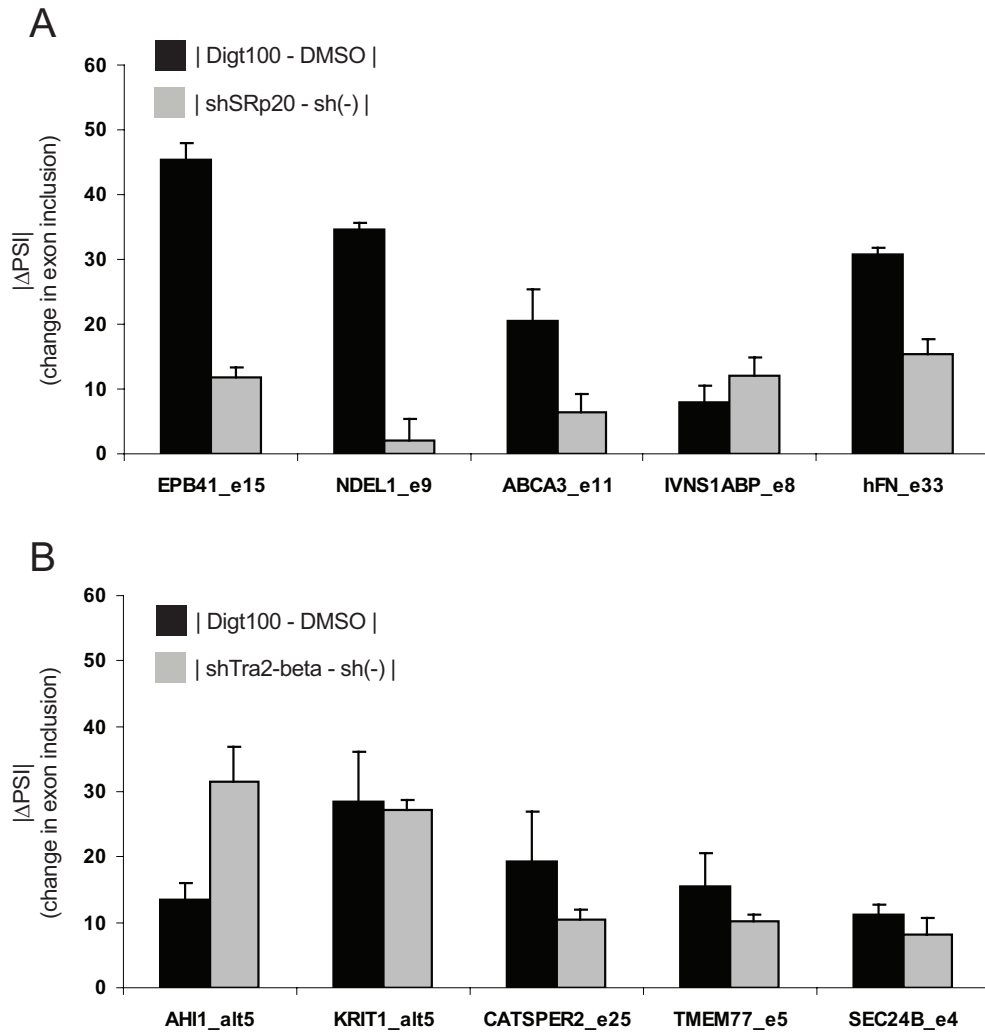 A
| Digt100 - DMSO |
| shSRp20 - sh(-) |
|ΔPSI|
(change in exon inclusion)
60
50
40
30
20
10
0
EPB41_e15 NDEL1_e9 ABCA3_e11 IVNS1ABP_e8 hFN_e33
B
| Digt100 - DMSO |
| shTra2-beta - sh(-) |
|ΔPSI|
(change in exon inclusion)
60
50
40
30
20
10
0
AHI1_alt5 KRIT1_alt5 CATSPER2_e25 TMEM77_e5 SEC24B_e4